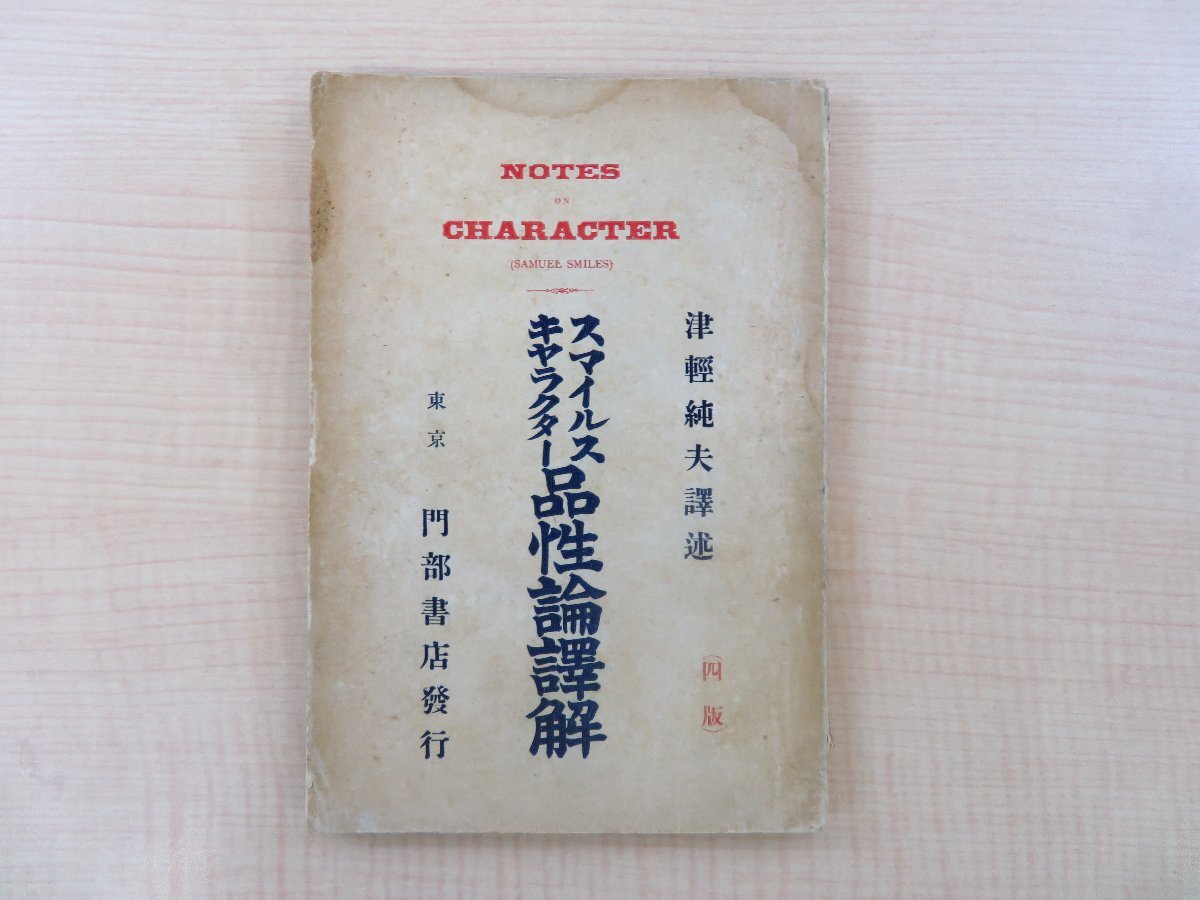 NOTES
ON
CHARACTER
(SAMUEL SMILES)
津輕純夫譯述
(四版)
スマイルス
キヤラクター
品性論譯解
東京 門部書店發行